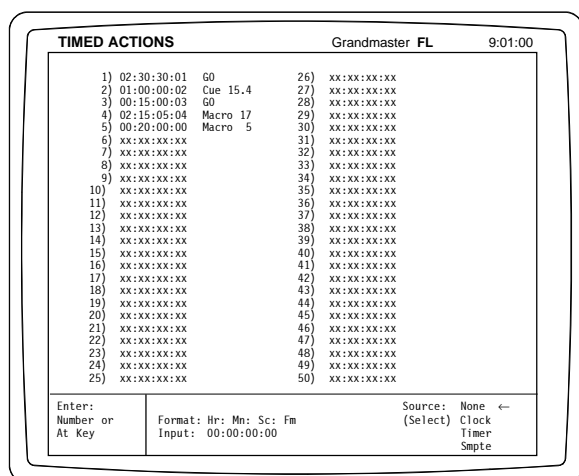 TIMED ACTIONS Grandmaster FL 9:01:00
1) 02:30:30:01 GO 26) xx:xx:xx:xx
2) 01:00:00:02 Cue 15.4 27) xx:xx:xx:xx
3) 00:15:00:03 GO 28) xx:xx:xx:xx
4) 02:15:05:04 Macro 17 29) xx:xx:xx:xx
5) 00:20:00:00 Macro 5 30) xx:xx:xx:xx
6) xx:xx:xx:xx 31) xx:xx:xx:xx
7) xx:xx:xx:xx 32) xx:xx:xx:xx
8) xx:xx:xx:xx 33) xx:xx:xx:xx
9) xx:xx:xx:xx 34) xx:xx:xx:xx
10) xx:xx:xx:xx 35) xx:xx:xx:xx
11) xx:xx:xx:xx 36) xx:xx:xx:xx
12) xx:xx:xx:xx 37) xx:xx:xx:xx
13) xx:xx:xx:xx 38) xx:xx:xx:xx
14) xx:xx:xx:xx 39) xx:xx:xx:xx
15) xx:xx:xx:xx 40) xx:xx:xx:xx
16) xx:xx:xx:xx 41) xx:xx:xx:xx
17) xx:xx:xx:xx 42) xx:xx:xx:xx
18) xx:xx:xx:xx 43) xx:xx:xx:xx
19) xx:xx:xx:xx 44) xx:xx:xx:xx
20) xx:xx:xx:xx 45) xx:xx:xx:xx
21) xx:xx:xx:xx 46) xx:xx:xx:xx
22) xx:xx:xx:xx 47) xx:xx:xx:xx
23) xx:xx:xx:xx 48) xx:xx:xx:xx
24) xx:xx:xx:xx 49) xx:xx:xx:xx
25) xx:xx:xx:xx 50) xx:xx:xx:xx
Enter: Source: None ←
Number or Format: Hr: Mn: Sc: Fm (Select) Clock
At Key Input: 00:00:00:00 Timer
Smpte